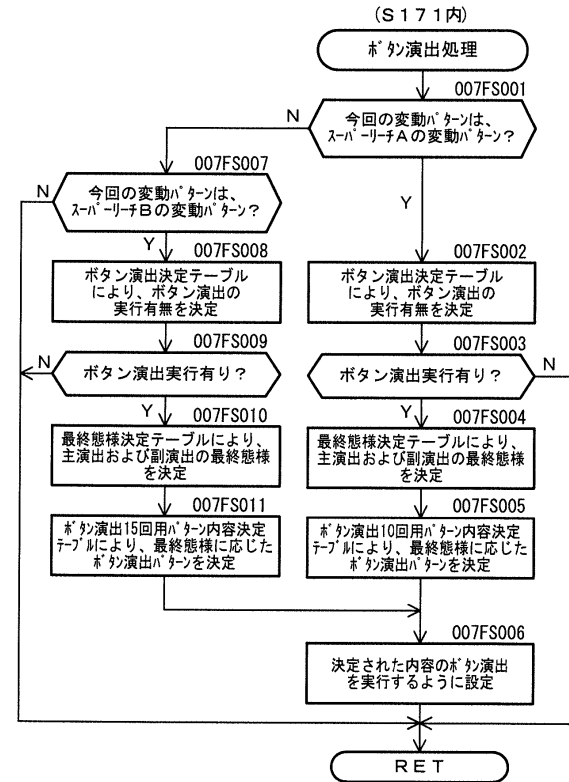 (S171内)
ボタン演出処理
007FS001
N
今回の変動パターンは、
スーパーリーチAの変動パターン?
007FS007
N
今回の変動パターンは、
スーパーリーチBの変動パターン?
Y
Y
007FS008
ボタン演出決定テーブル
により、ボタン演出の
実行有無を決定
007FS002
ボタン演出決定テーブル
により、ボタン演出の
実行有無を決定
007FS009
N
ボタン演出実行有り?
007FS003
N
ボタン演出実行有り?
Y
007FS010
Y
007FS004
最終態様決定テーブルにより、
主演出および副演出の最終態様
を決定
最終態様決定テーブルにより、
主演出および副演出の最終態様
を決定
007FS011
ボタン演出15回用パターン内容決定
テーブルにより、最終態様に応じた
ボタン演出パターンを決定
007FS005
ボタン演出10回用パターン内容決定
テーブルにより、最終態様に応じた
ボタン演出パターンを決定
007FS006
決定された内容のボタン演出
を実行するように設定
RET